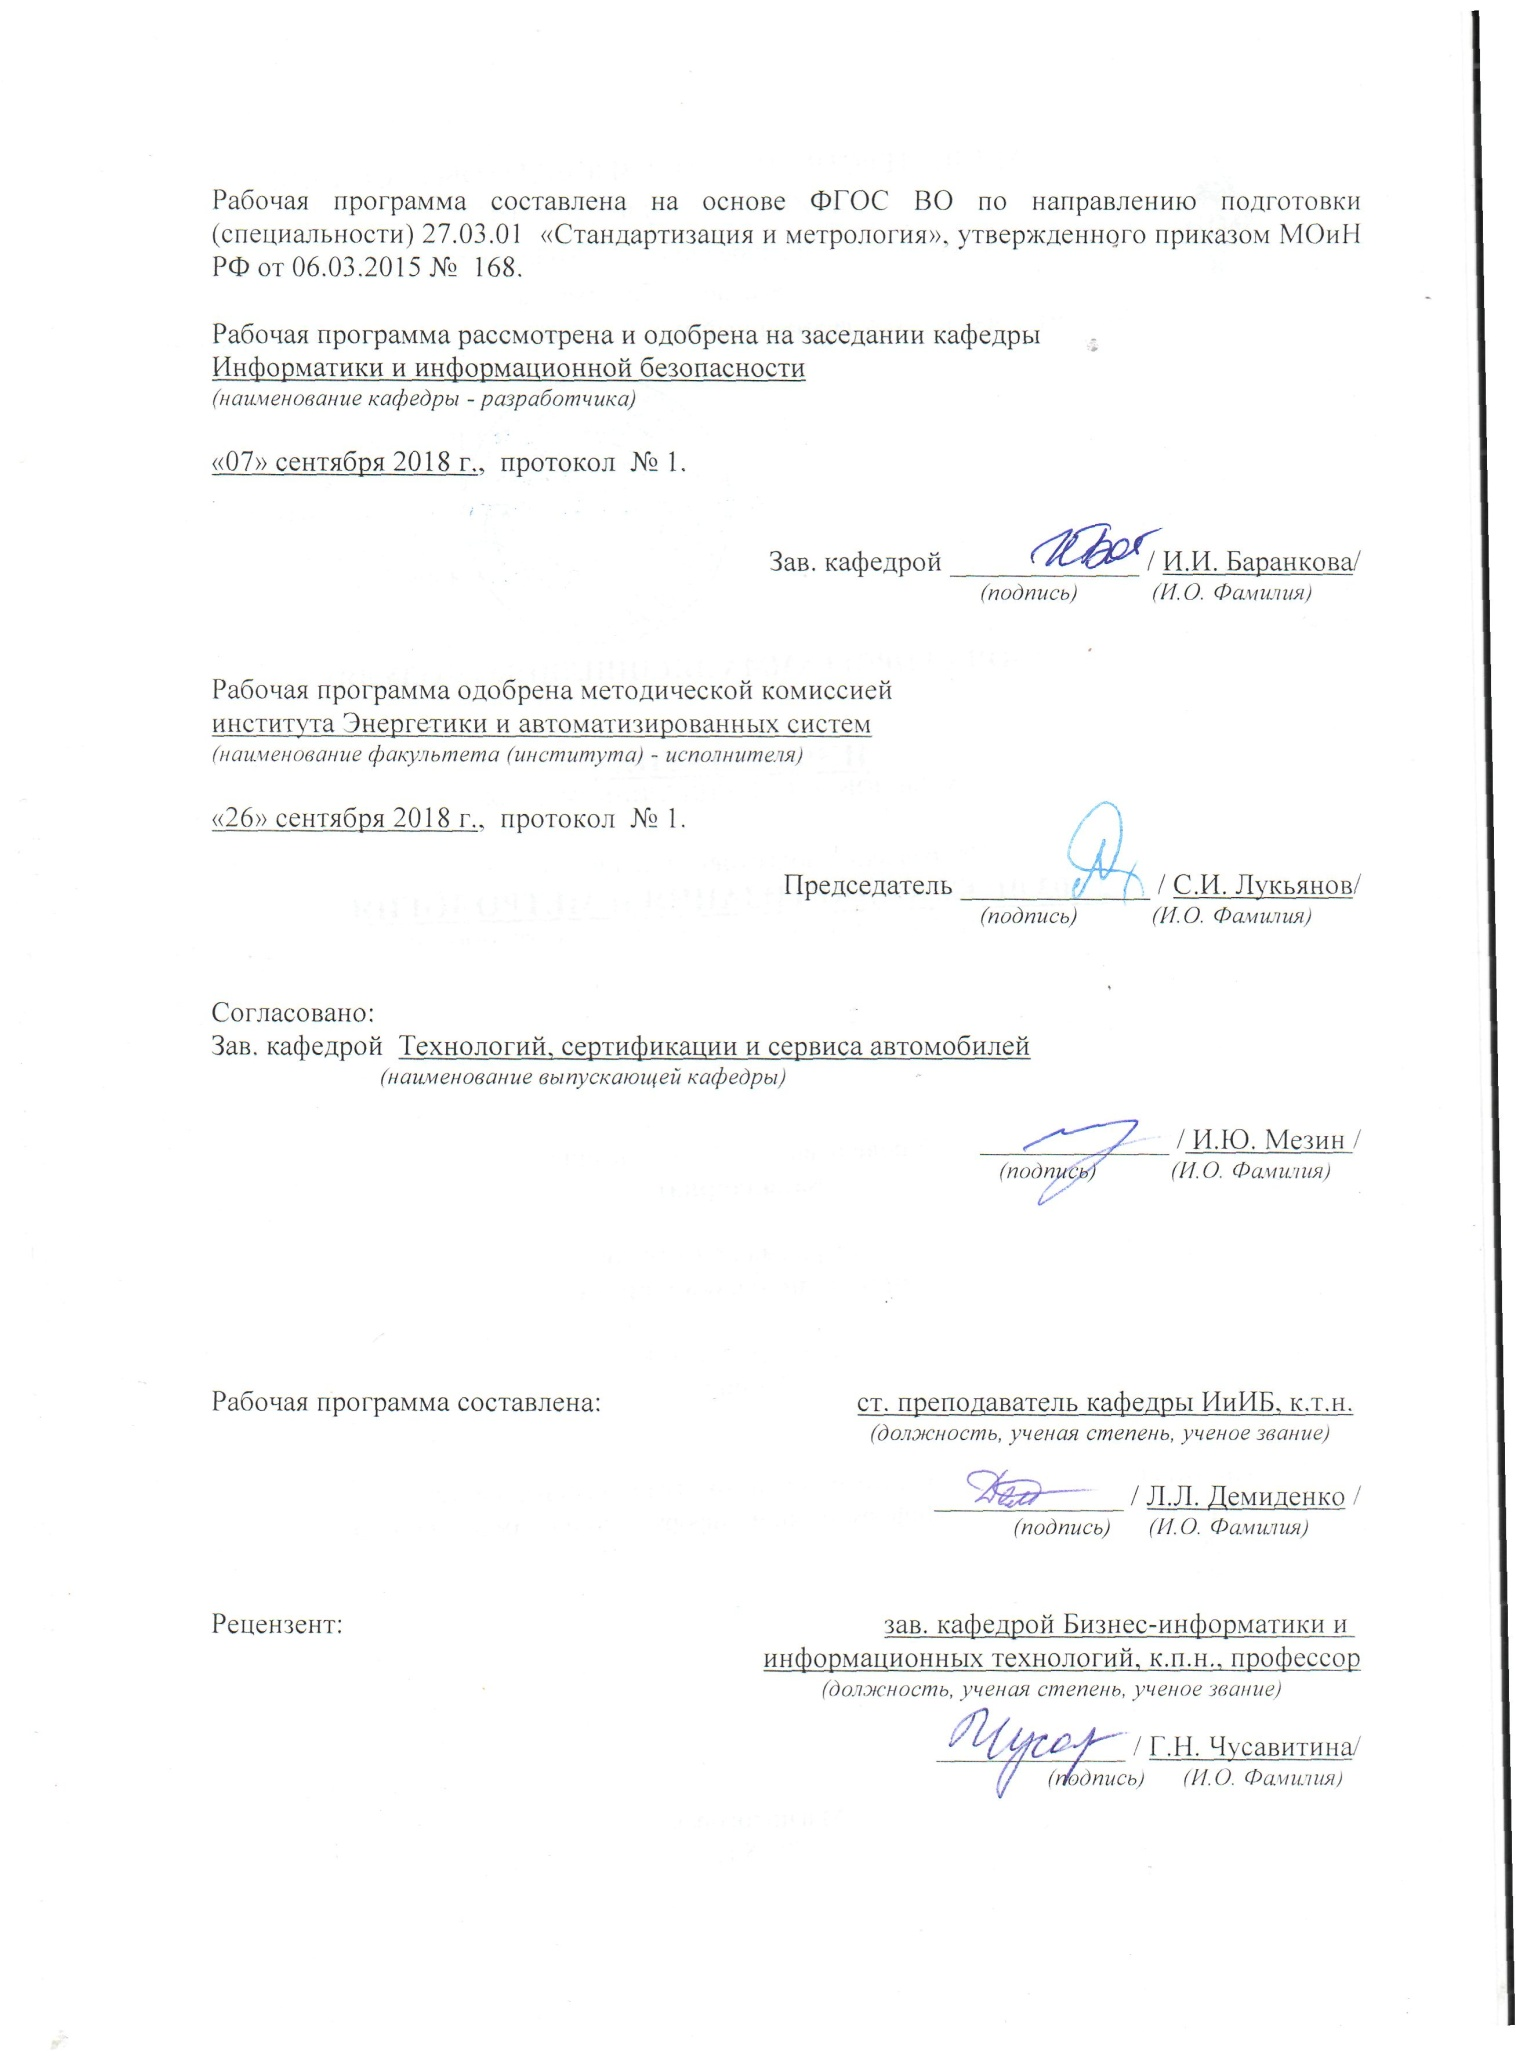 Рабочая программа составлена на основе ФГОС ВО по направлению подготовки
(специальности) 27.03.01 «Стандартизация и метрология», утвержденного приказом МОиН
РФ от 06.03.2015 № 168.
Рабочая программа рассмотрена и одобрена на заседании кафедры
Информатики и информационной безопасности
(наименование кафедры - разработчика)
«07» сентября 2018 г., протокол № 1.
Зав. кафедрой / И.И. Баранкова/
(подпись) (И.О. Фамилия)
Рабочая программа одобрена методической комиссией
института Энергетики и автоматизированных систем
(наименование факультета (института) - исполнителя)
«26» сентября 2018 г., протокол № 1.
Председатель / С.И. Лукьянов/
(подпись) (И.О. Фамилия)
Согласовано:
Зав. кафедрой Технологий, сертификации и сервиса автомобилей
(наименование выпускающей кафедры)
/ И.Ю. Мезин /
(подпись) (И.О. Фамилия)
Рабочая программа составлена: ст. преподаватель кафедры ИиИБ, к.т.н.
(должность, ученая степень, ученое звание)
/ Л.Л. Демиденко /
(подпись) (И.О. Фамилия)
Рецензент: зав. кафедрой Бизнес-информатики и
информационных технологий, к.п.н., профессор
(должность, ученая степень, ученое звание)
/ Г.Н. Чусавитина/
(подпись) (И.О. Фамилия)